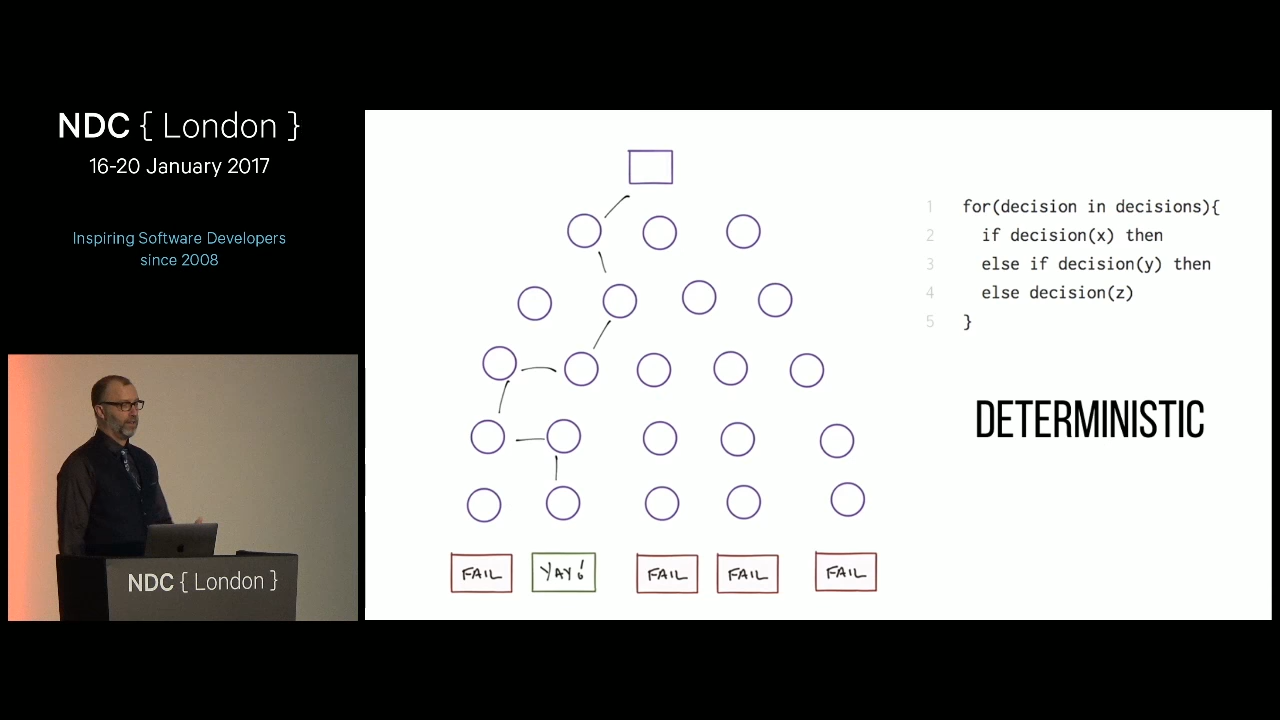 NDC { London }
16-20 January 2017
Inspiring Software Developers
since 2008
NDC { London }
1 for(decision in decisions){
2 if decision(x) then
3 else if decision(y) then
4 else decision(z)
5 }
DETERMINISTIC
FAIL YAY! FAIL FAIL FAIL